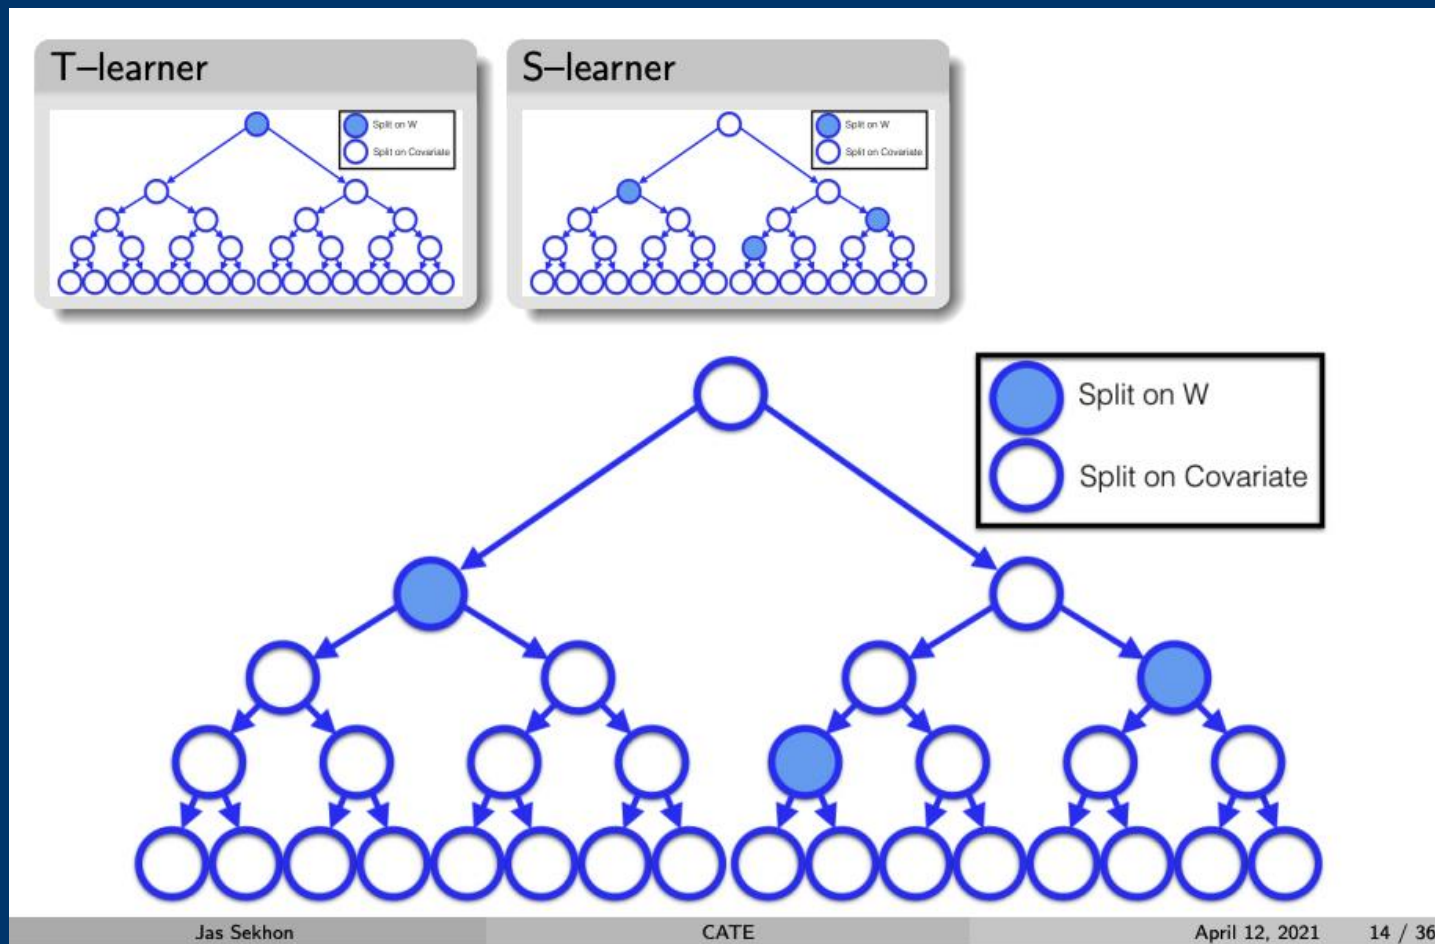 T–learner
Split on W
Split on Covariate
S–learner
Split on W
Split on Covariate
Split on W
Split on Covariate
Jas Sekhon
CATE
April 12, 2021
14 / 36